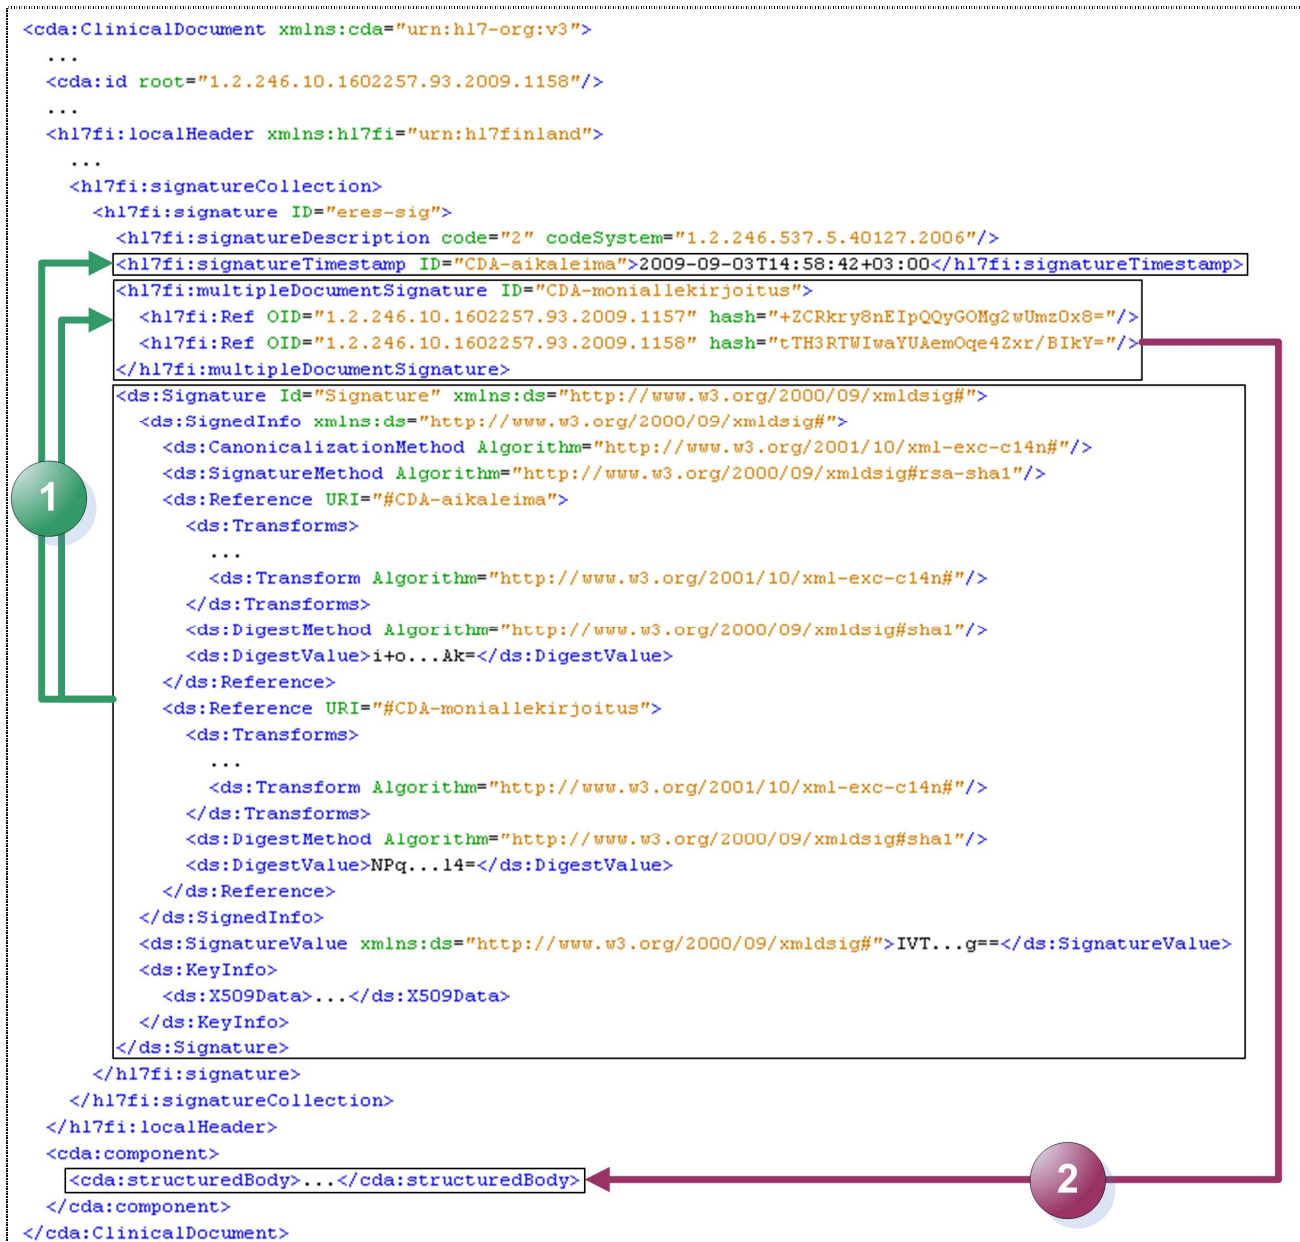 <cda:ClinicalDocument xmlns:cda="urn:hl7-org:v3">
...
<cda:id root="1.2.246.10.1602257.93.2009.1158"/>
...
<hl7fi:localHeader xmlns:hl7fi="urn:hl7finland">
...
<hl7fi:signatureCollection>
<hl7fi:signature ID="eres-sig">
<hl7fi:signatureDescription code="2" codeSystem="1.2.246.537.5.40127.2006"/>
<hl7fi:signatureTimestamp ID="CDA-aikaleima">2009-09-03T14:58:42+03:00</hl7fi:signatureTimestamp>
<hl7fi:multipleDocumentSignature ID="CDA-moniallekirjoitus">
<hl7fi:Ref OID="1.2.246.10.1602257.93.2009.1157" hash="+ZCRkry8nEIpQQyGOMg2wUmzOx8="/>
<hl7fi:Ref OID="1.2.246.10.1602257.93.2009.1158" hash="tTH3RTWIwaYUAemOqe4Zxr/BIkY="/>
</hl7fi:multipleDocumentSignature>
<ds:Signature Id="Signature" xmlns:ds="http://www.w3.org/2000/09/xmldsig#">
<ds:SignedInfo xmlns:ds="http://www.w3.org/2000/09/xmldsig#">
<ds:CanonicalizationMethod Algorithm="http://www.w3.org/2001/10/xml-exc-c14n#"/>
<ds:SignatureMethod Algorithm="http://www.w3.org/2000/09/xmldsig#rsa-sha1"/>
1
<ds:Reference URI="#CDA-aikaleima">
<ds:Transforms>
...
<ds:Transform Algorithm="http://www.w3.org/2001/10/xml-exc-c14n#"/>
</ds:Transforms>
<ds:DigestMethod Algorithm="http://www.w3.org/2000/09/xmldsig#sha1"/>
<ds:DigestValue>i+o...Ak=</ds:DigestValue>
</ds:Reference>
<ds:Reference URI="#CDA-moniallekirjoitus">
<ds:Transforms>
...
<ds:Transform Algorithm="http://www.w3.org/2001/10/xml-exc-c14n#"/>
</ds:Transforms>
<ds:DigestMethod Algorithm="http://www.w3.org/2000/09/xmldsig#sha1"/>
<ds:DigestValue>NPq...l4=</ds:DigestValue>
</ds:Reference>
</ds:SignedInfo>
<ds:SignatureValue xmlns:ds="http://www.w3.org/2000/09/xmldsig#">IVT...g==</ds:SignatureValue>
<ds:KeyInfo>
<ds:X509Data>...</ds:X509Data>
</ds:KeyInfo>
</ds:Signature>
</hl7fi:signature>
</hl7fi:signatureCollection>
</hl7fi:localHeader>
<cda:component>
<cda:structuredBody>...</cda:structuredBody>
2
</cda:component>
</cda:ClinicalDocument>